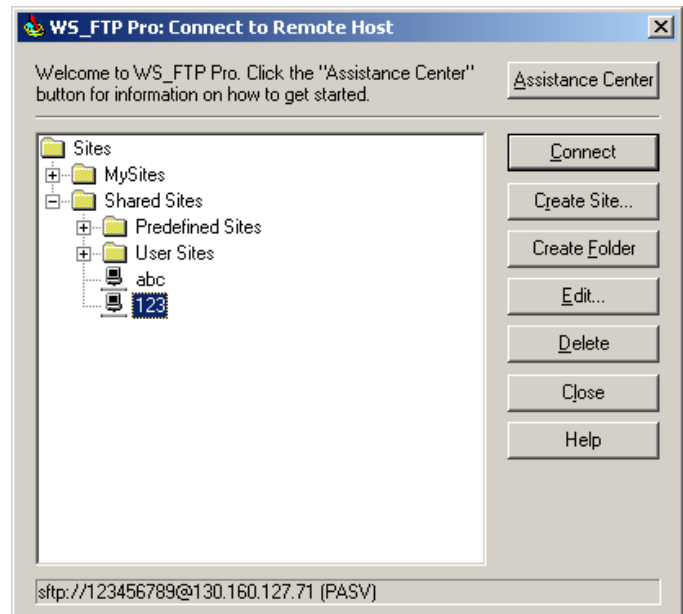 WS_FTP Pro: Connect to Remote Host
Welcome to WS_FTP Pro. Click the "Assistance Center"
button for information on how to get started.
Assistance Center
Sites
MySites
Shared Sites
Predefined Sites
User Sites
abc
123
Connect
Create Site...
Create Folder
Edit...
Delete
Close
Help
sftp://123456789@130.160.127.71 (PASV)